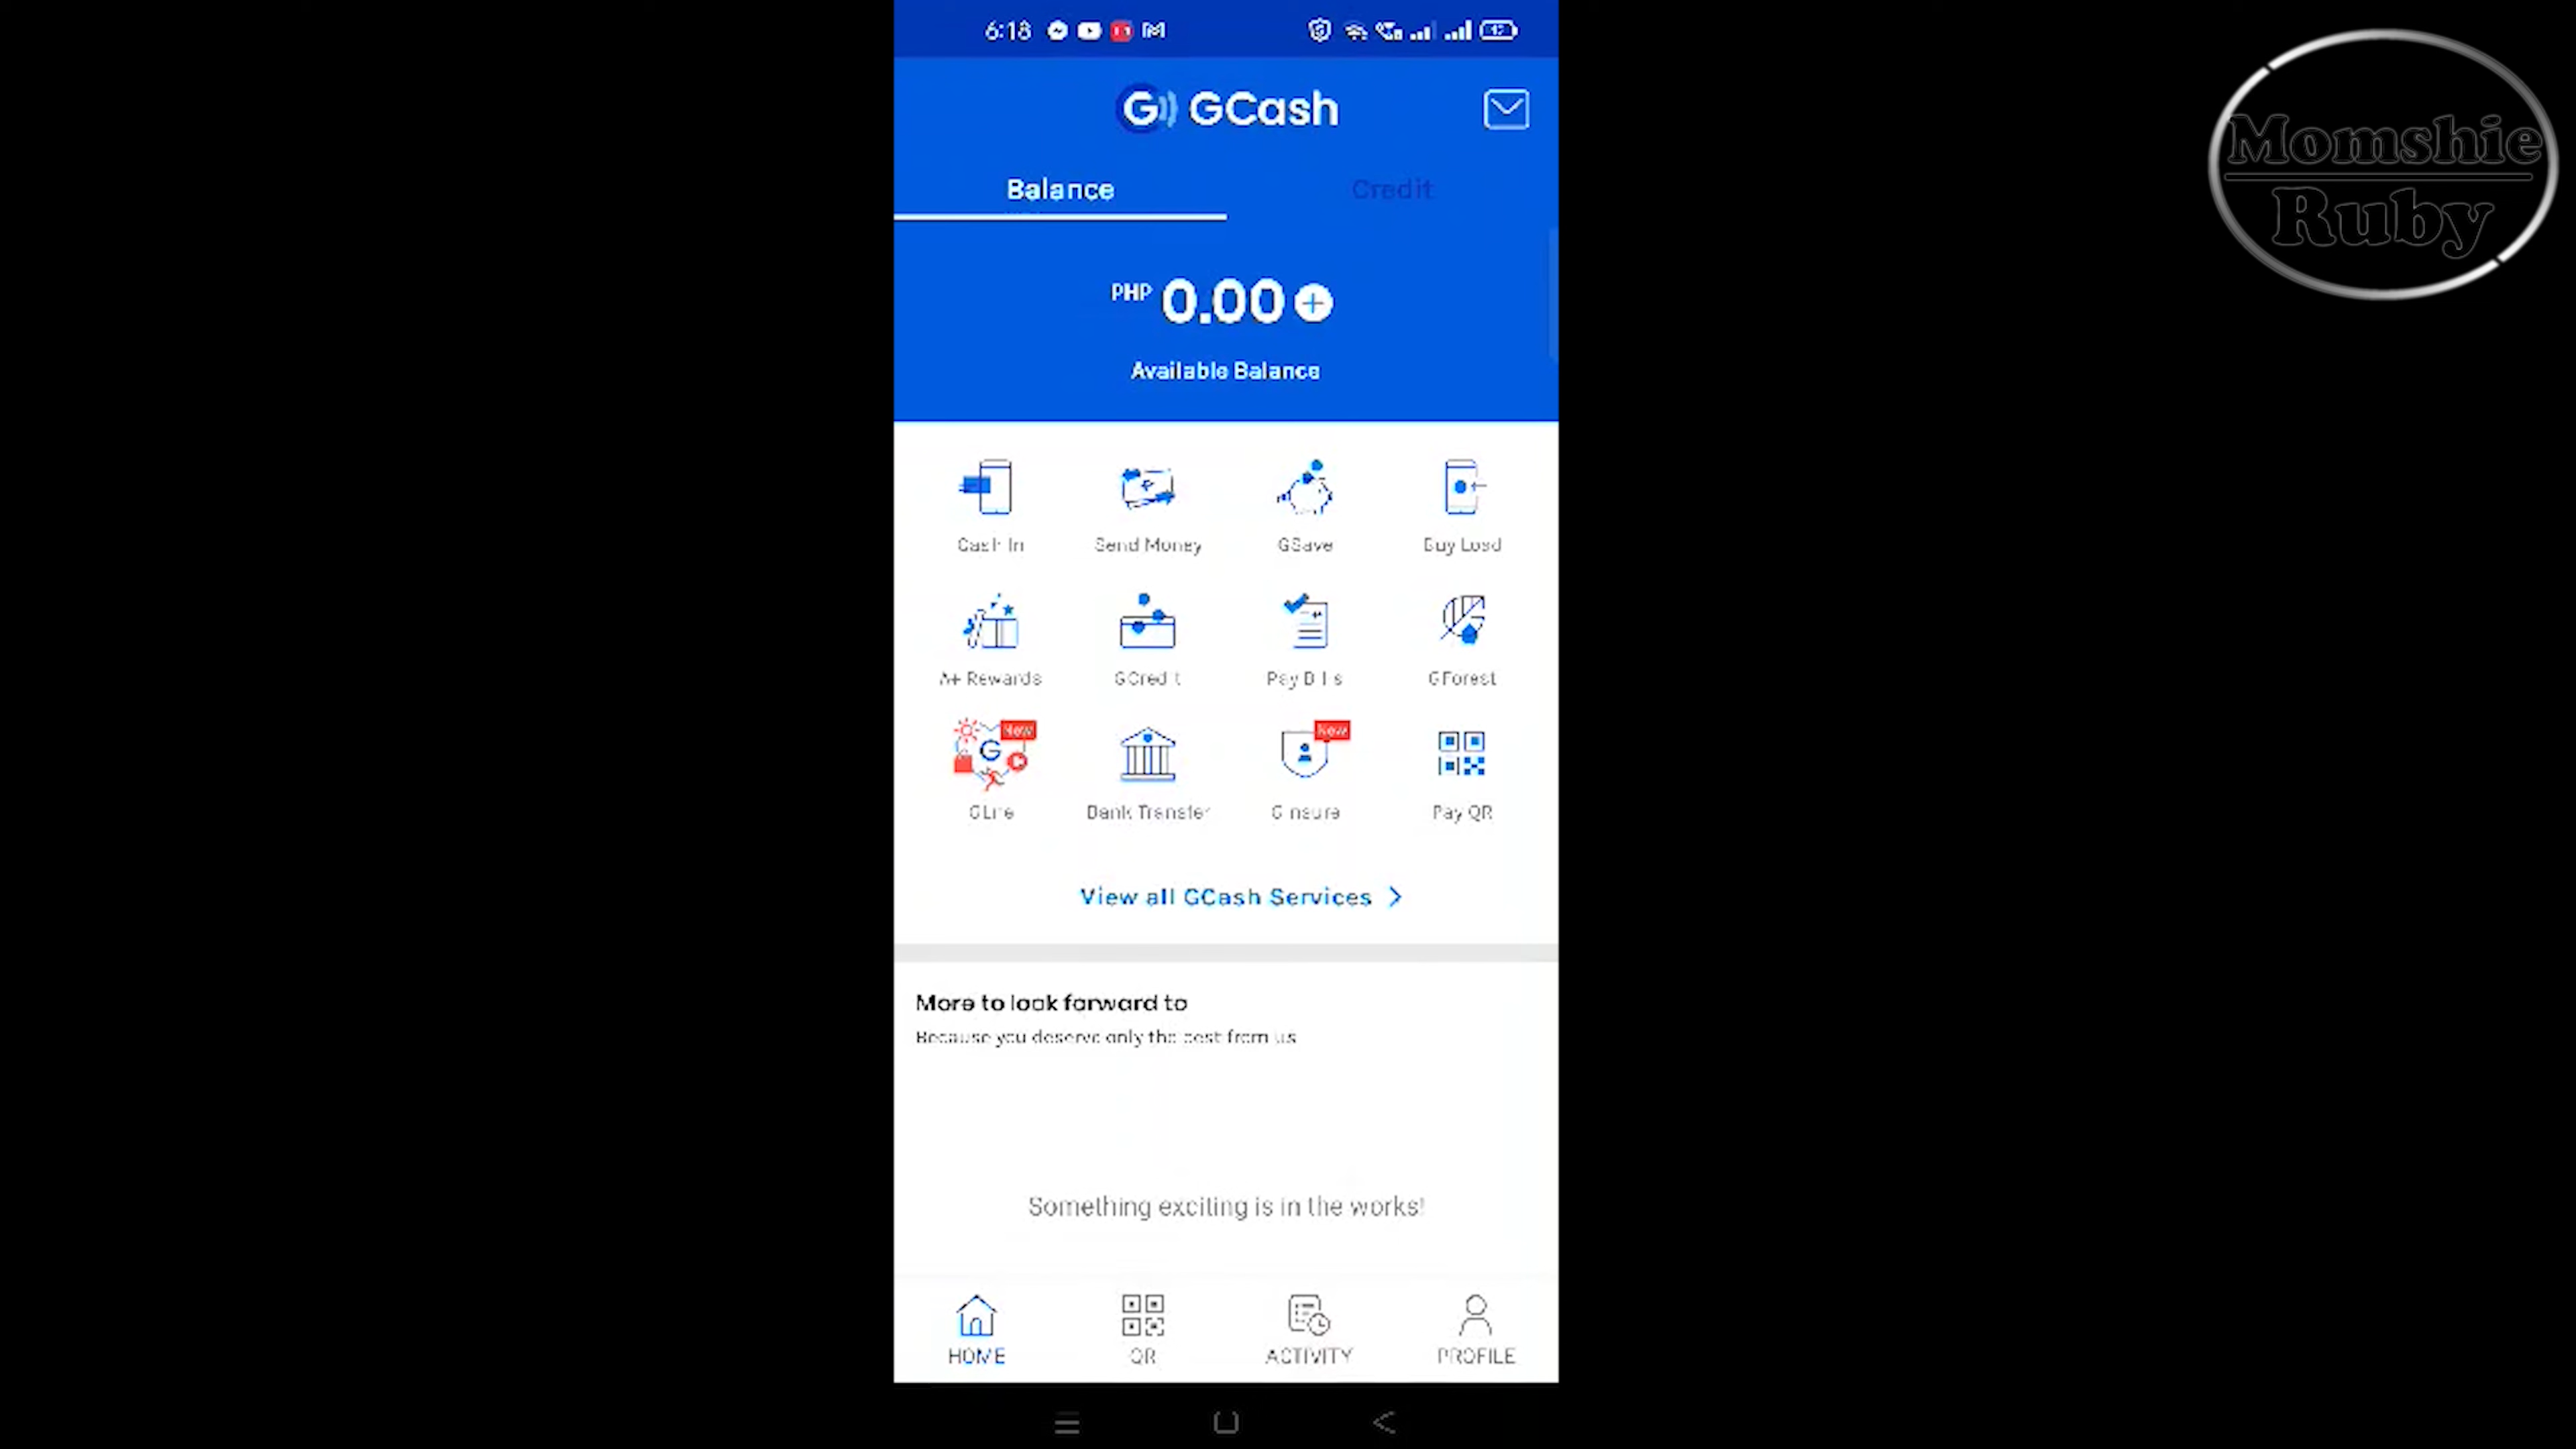 6:18
GCash
Momshie
Ruby
Balance
Credit
PHP 0.00
Available Balance
Cash In
Send Money
GSave
Buy Load
A+ Rewards
GCredit
Pay Bills
GForest
New
New
GLife
Bank Transfer
GInsure
Pay QR
View all GCash Services
More to look forward to
Because you deserve only the best from us
Something exciting is in the works!
HOME
QR
ACTIVITY
PROFILE